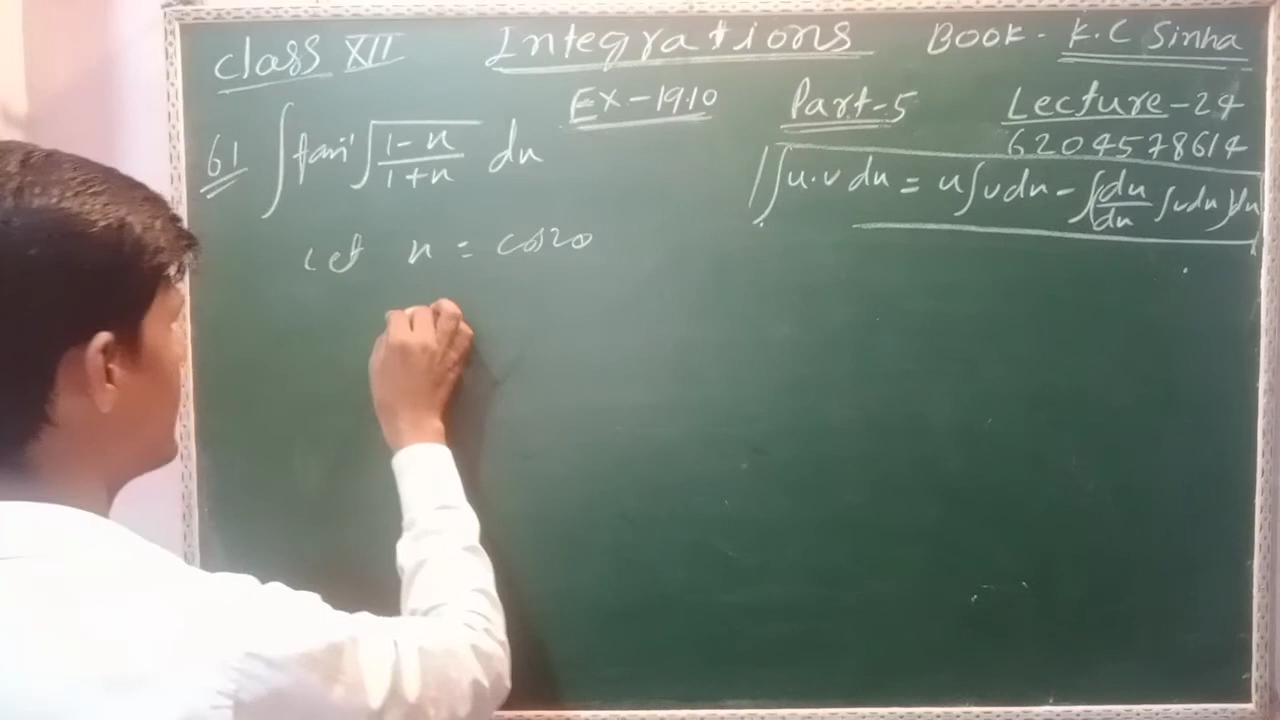 Class XII Integrations Book - K.C Sinha
Ex-19.10 Part-5 Lecture-24
6204578614
61 ∫ tan⁻¹ √(1-x)/(1+x) dx
∫u.v dx = u∫v dx - ∫(du/dx ∫v dx) dx
Let x = cos2θ